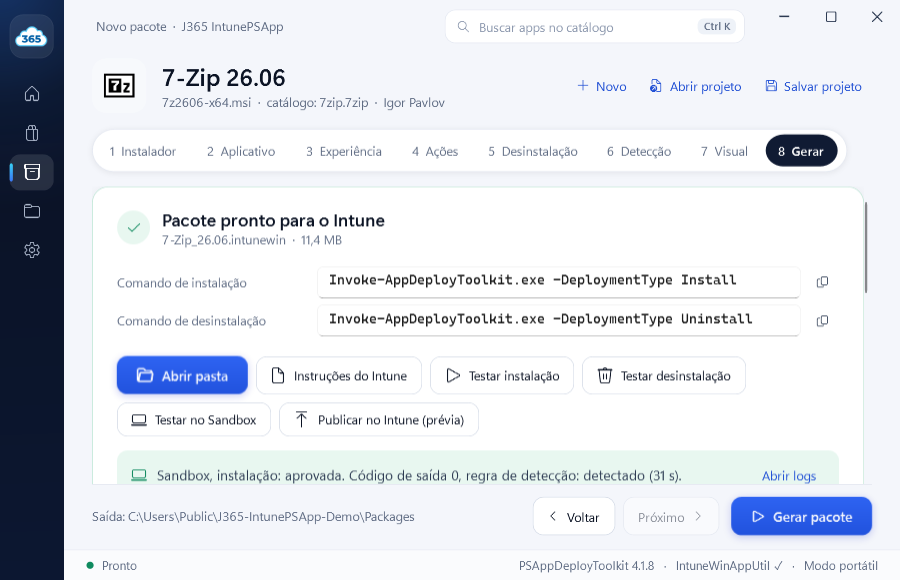 Novo pacote · J365 IntunePSApp
Buscar apps no catálogo Ctrl K
365
7z
7-Zip 26.06
7z2606-x64.msi · catálogo: 7zip.7zip · Igor Pavlov
Novo Abrir projeto Salvar projeto
1 Instalador 2 Aplicativo 3 Experiência 4 Ações 5 Desinstalação 6 Detecção 7 Visual 8 Gerar
Pacote pronto para o Intune
7-Zip_26.06.intunewin · 11,4 MB
Comando de instalação Invoke-AppDeployToolkit.exe -DeploymentType Install
Comando de desinstalação Invoke-AppDeployToolkit.exe -DeploymentType Uninstall
Abrir pasta Instruções do Intune Testar instalação Testar desinstalação
Testar no Sandbox Publicar no Intune (prévia)
Sandbox, instalação: aprovada. Código de saída 0, regra de detecção: detectado (31 s). Abrir logs
Saída: C:\Users\Public\J365-IntunePSApp-Demo\Packages Voltar Próximo Gerar pacote
Pronto PSAppDeployToolkit 4.1.8 · IntuneWinAppUtil ✓ · Modo portátil